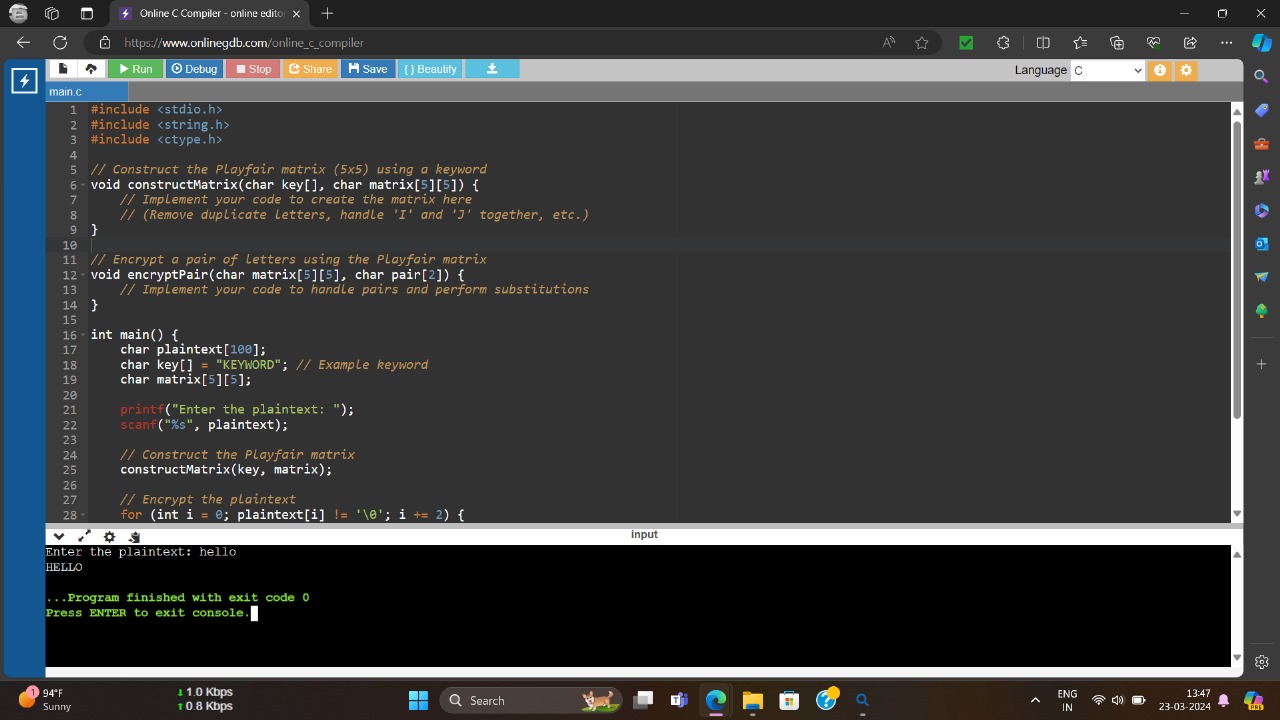 Online C Compiler - online edito
https://www.onlinegdb.com/online_c_compiler
Run Debug Stop Share Save { } Beautify
Language C
main.c
1 #include <stdio.h>
2 #include <string.h>
3 #include <ctype.h>
4
5 // Construct the Playfair matrix (5x5) using a keyword
6 void constructMatrix(char key[], char matrix[5][5]) {
7 // Implement your code to create the matrix here
8 // (Remove duplicate letters, handle 'I' and 'J' together, etc.)
9 }
10
11 // Encrypt a pair of letters using the Playfair matrix
12 void encryptPair(char matrix[5][5], char pair[2]) {
13 // Implement your code to handle pairs and perform substitutions
14 }
15
16 int main() {
17 char plaintext[100];
18 char key[] = "KEYWORD"; // Example keyword
19 char matrix[5][5];
20
21 printf("Enter the plaintext: ");
22 scanf("%s", plaintext);
23
24 // Construct the Playfair matrix
25 constructMatrix(key, matrix);
26
27 // Encrypt the plaintext
28 for (int i = 0; plaintext[i] != '\0'; i += 2) {
input
Enter the plaintext: hello
HELLO
...Program finished with exit code 0
Press ENTER to exit console.
1
94°F
Sunny
1.0 Kbps
0.8 Kbps
Search
ENG
IN
13:47
23-03-2024
PRE